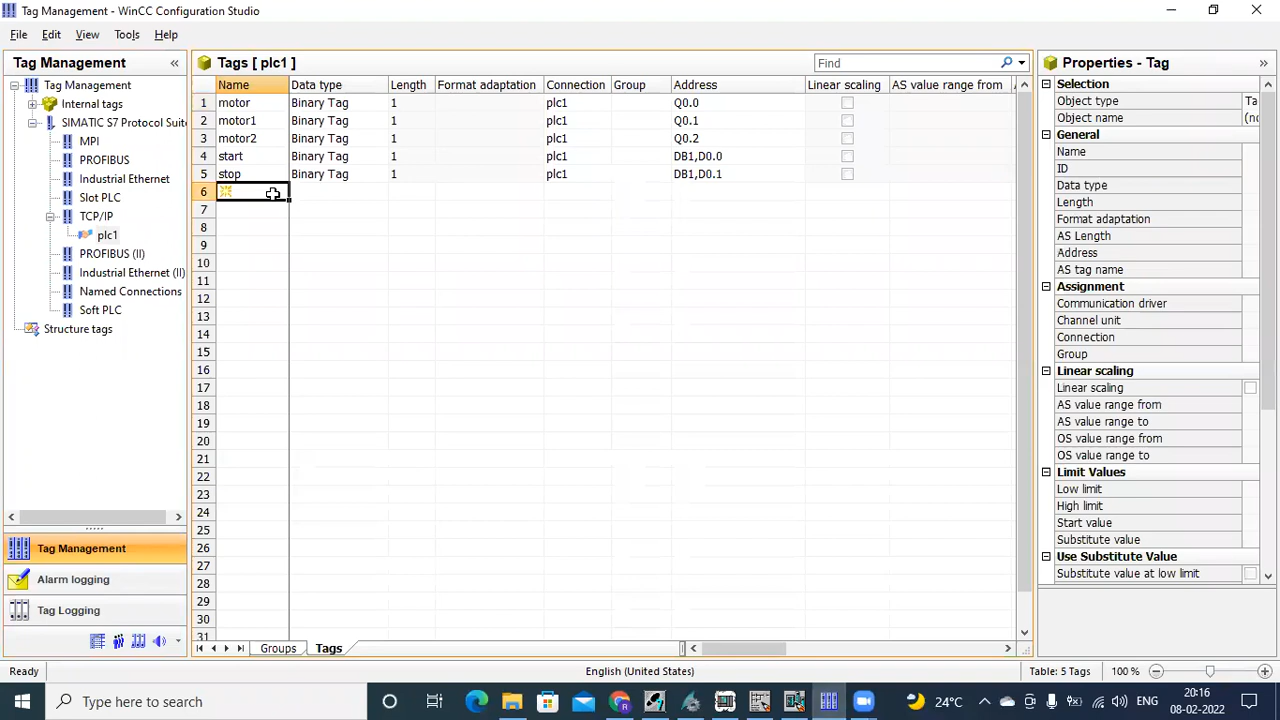 Tag Management - WinCC Configuration Studio
File Edit View Tools Help
Tag Management «
Tag Management
Internal tags
SIMATIC S7 Protocol Suite
MPI
PROFIBUS
Industrial Ethernet
Slot PLC
TCP/IP
plc1
PROFIBUS (II)
Industrial Ethernet (II)
Named Connections
Soft PLC
Structure tags
Tag Management
Alarm logging
Tag Logging
Tags [ plc1 ] Find
Name Data type Length Format adaptation Connection Group Address Linear scaling AS value range from
1 motor Binary Tag 1 plc1 Q0.0
2 motor1 Binary Tag 1 plc1 Q0.1
3 motor2 Binary Tag 1 plc1 Q0.2
4 start Binary Tag 1 plc1 DB1,D0.0
5 stop Binary Tag 1 plc1 DB1,D0.1
6
7
8
9
10
11
12
13
14
15
16
17
18
19
20
21
22
23
24
25
26
27
28
29
30
31
Groups Tags
Properties - Tag »
Selection
Object type Ta
Object name (no
General
Name
ID
Data type
Length
Format adaptation
AS Length
Address
AS tag name
Assignment
Communication driver
Channel unit
Connection
Group
Linear scaling
Linear scaling
AS value range from
AS value range to
OS value range from
OS value range to
Limit Values
Low limit
High limit
Start value
Substitute value
Use Substitute Value
Substitute value at low limit
Ready English (United States) Table: 5 Tags 100 %
Type here to search 24°C ENG 20:16
08-02-2022